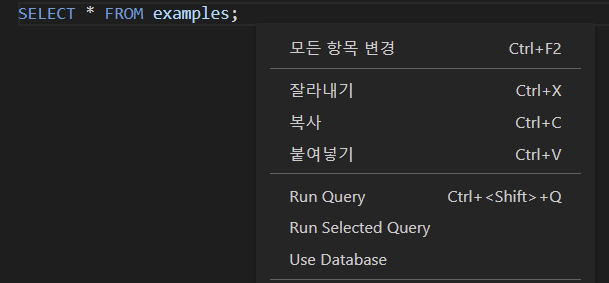 SELECT * FROM examples;
모든 항목 변경 Ctrl+F2
잘라내기 Ctrl+X
복사 Ctrl+C
붙여넣기 Ctrl+V
Run Query Ctrl+<Shift>+Q
Run Selected Query
Use Database